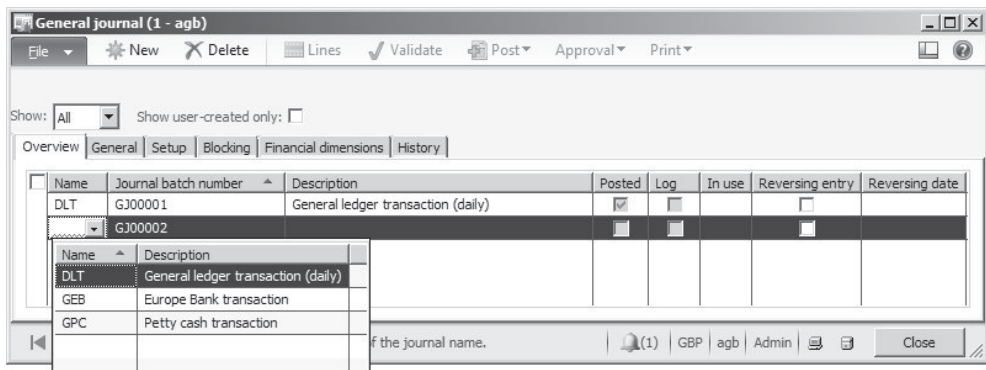 General journal (1 - agb)
File New Delete Lines Validate Post Approval Print
Show: All Show user-created only:
Overview General Setup Blocking Financial dimensions History
Name Journal batch number Description Posted Log In use Reversing entry Reversing date
DLT GJ00001 General ledger transaction (daily)
GJ00002
Name Description
DLT General ledger transaction (daily)
GEB Europe Bank transaction
GPC Petty cash transaction
f the journal name. (1) GBP agb Admin Close